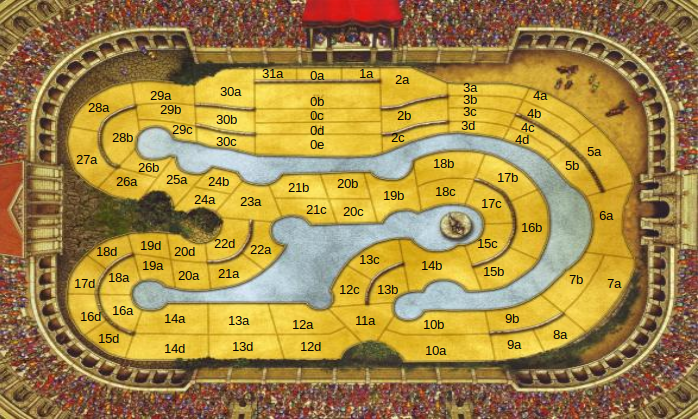 31a 0a 1a 2a
29a 30a 3a 4a
28a 29b 0b 3b
30b 0c 2b 3c 4b
29c 0d 3d 4c
28b 30c 0e 2c 4d
27a 26b 18b 5b 5a
26a 25a 24b 21b 20b 17b
24a 23a 21c 20c 19b 18c 17c
6a
16b
18d 19d 20d 22d 22a 15c
18a 19a 20a 21a 13c 14b 15b
17d 12c 13b 7b 7a
16d 16a 14a 13a 12a 11a 10b 9b
15d 14d 13d 12d 10a 9a 8a